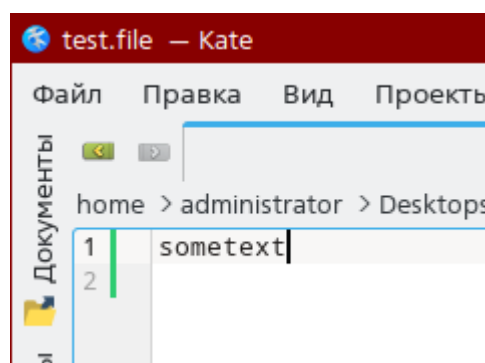 test.file — Kate
Файл Правка Вид Проекты
Документы
home > administrator > Desktops
1 sometext
2